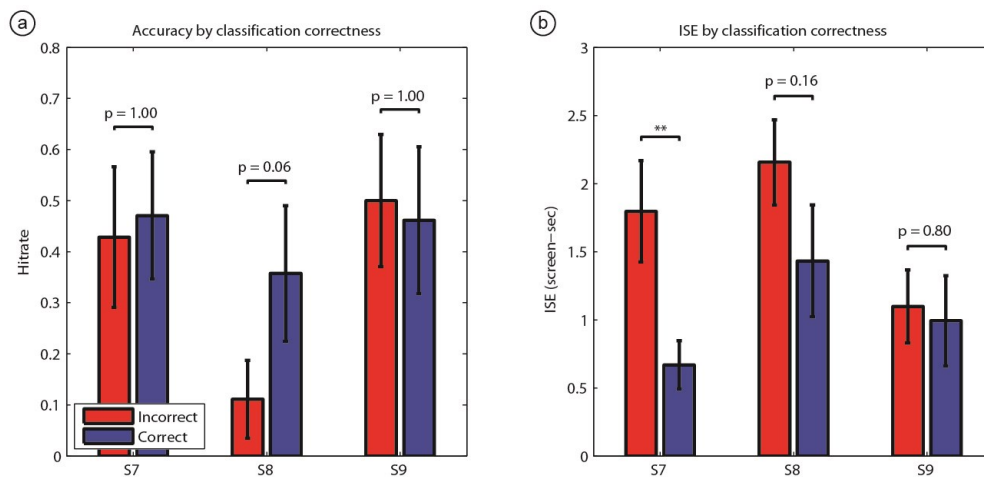 a
Accuracy by classification correctness
0.8
0.7
0.6
0.5
0.4
0.3
0.2
0.1
0
Hitrate
p = 1.00
p = 0.06
p = 1.00
Incorrect
Correct
S7
S8
S9
b
ISE by classification correctness
3
2.5
2
1.5
1
0.5
0
ISE (screen−sec)
**
p = 0.16
p = 0.80
S7
S8
S9